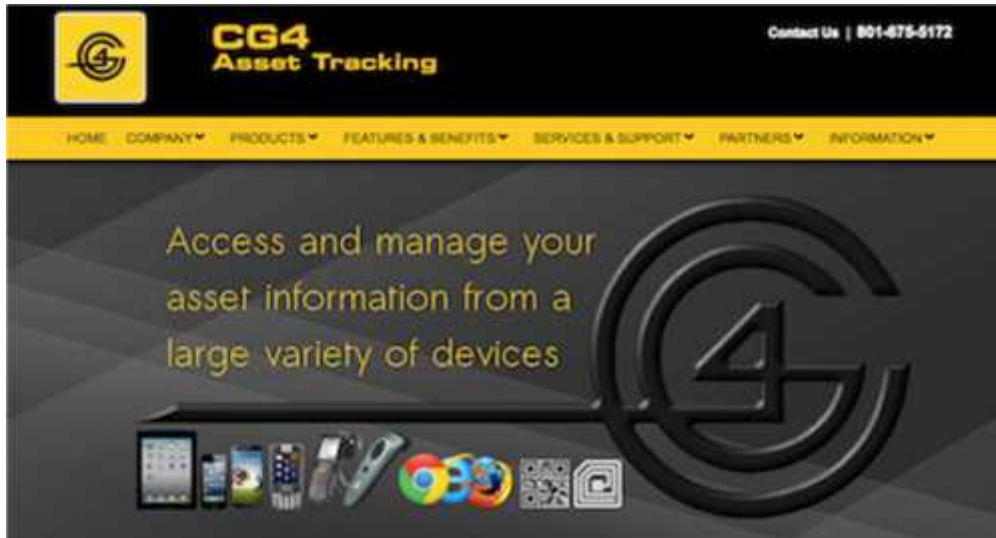 CG4
Asset Tracking
Contact Us | 801-675-5172
HOME COMPANY PRODUCTS FEATURES & BENEFITS SERVICES & SUPPORT PARTNERS INFORMATION
Access and manage your
asset information from a
large variety of devices